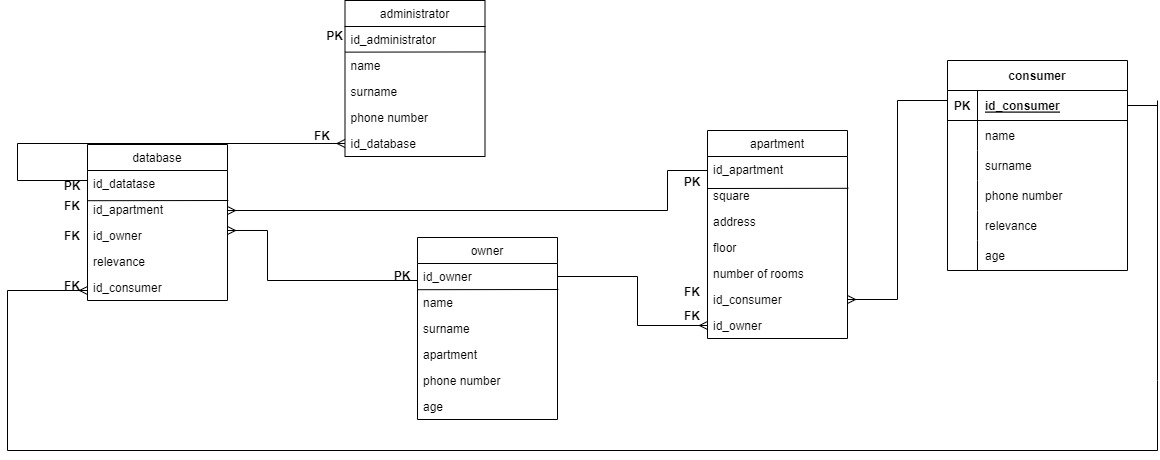 administrator
PK id_administrator
name
surname
phone number
FK id_database
database
PK id_datatase
FK id_apartment
FK id_owner
relevance
FK id_consumer
owner
PK id_owner
name
surname
apartment
phone number
age
apartment
PK id_apartment
square
address
floor
number of rooms
FK id_consumer
FK id_owner
consumer
PK id_consumer
name
surname
phone number
relevance
age